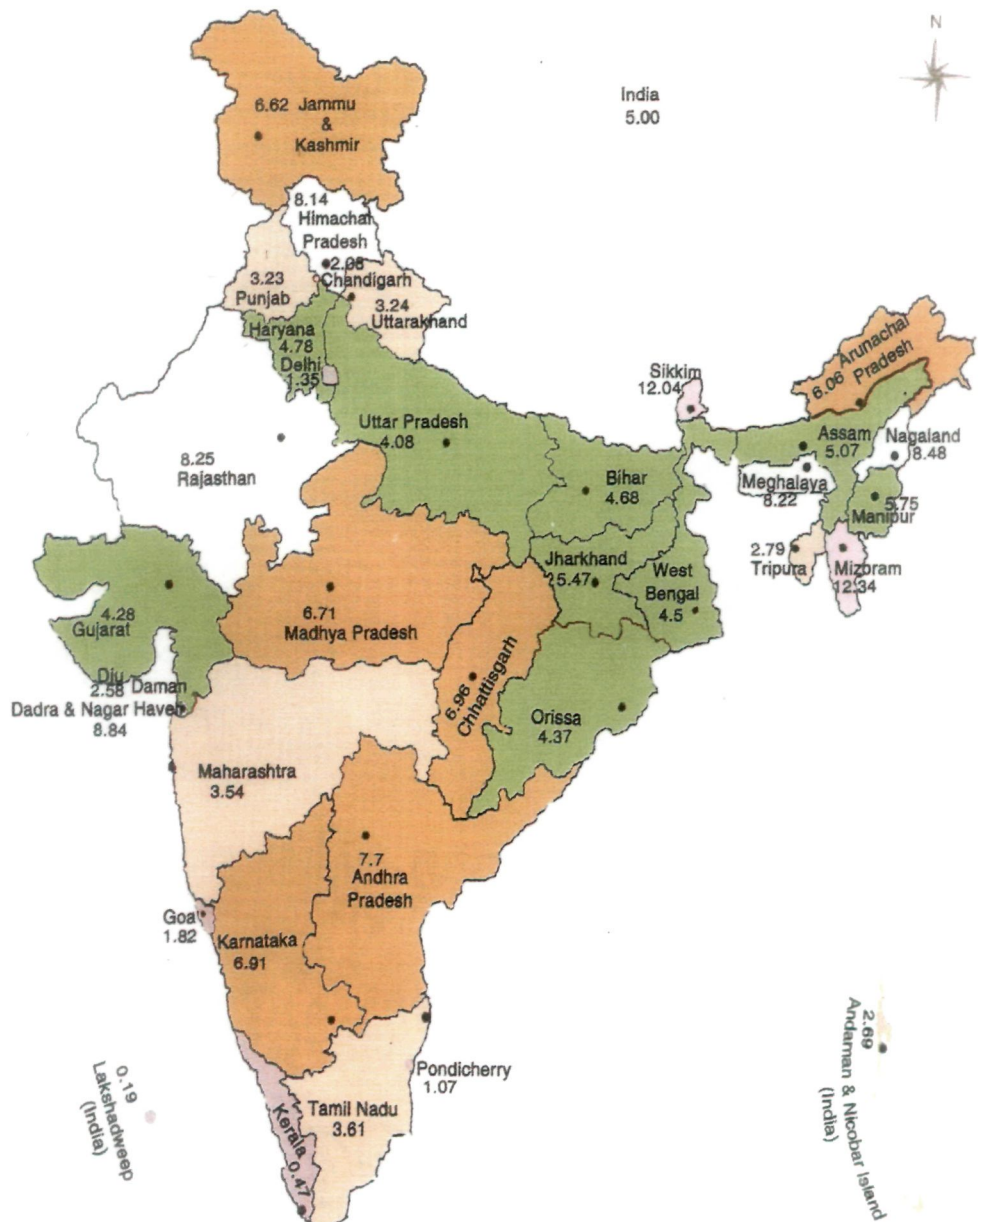 N
India
5.00
6.62 Jammu
&
Kashmir
8.14
Himachal
Pradesh
2.08
Chandigarh
3.23
Punjab
3.24
Uttarakhand
Haryana
4.78
Delhi
1.35
Uttar Pradesh
4.08
8.25
Rajasthan
Bihar
4.68
Sikkim
12.04
Arunachal
Pradesh
6.06
Assam
5.07
Nagaland
8.48
Meghalaya
8.22
5.75
Manipur
2.79
Tripura
Mizoram
12.34
Jharkhand
5.47
West
Bengal
4.5
4.28
Gujarat
6.71
Madhya Pradesh
Diu
2.58 Daman
Dadra & Nagar Haveli
8.84
6.96
Chhattisgarh
Orissa
4.37
Maharashtra
3.54
7.7
Andhra
Pradesh
Goa
1.82
Karnataka
6.91
Pondicherry
1.07
Tamil Nadu
3.61
Kerala
0.47
0.19
Lakshadweep
(India)
2.69
Andaman & Nicobar Island
(India)